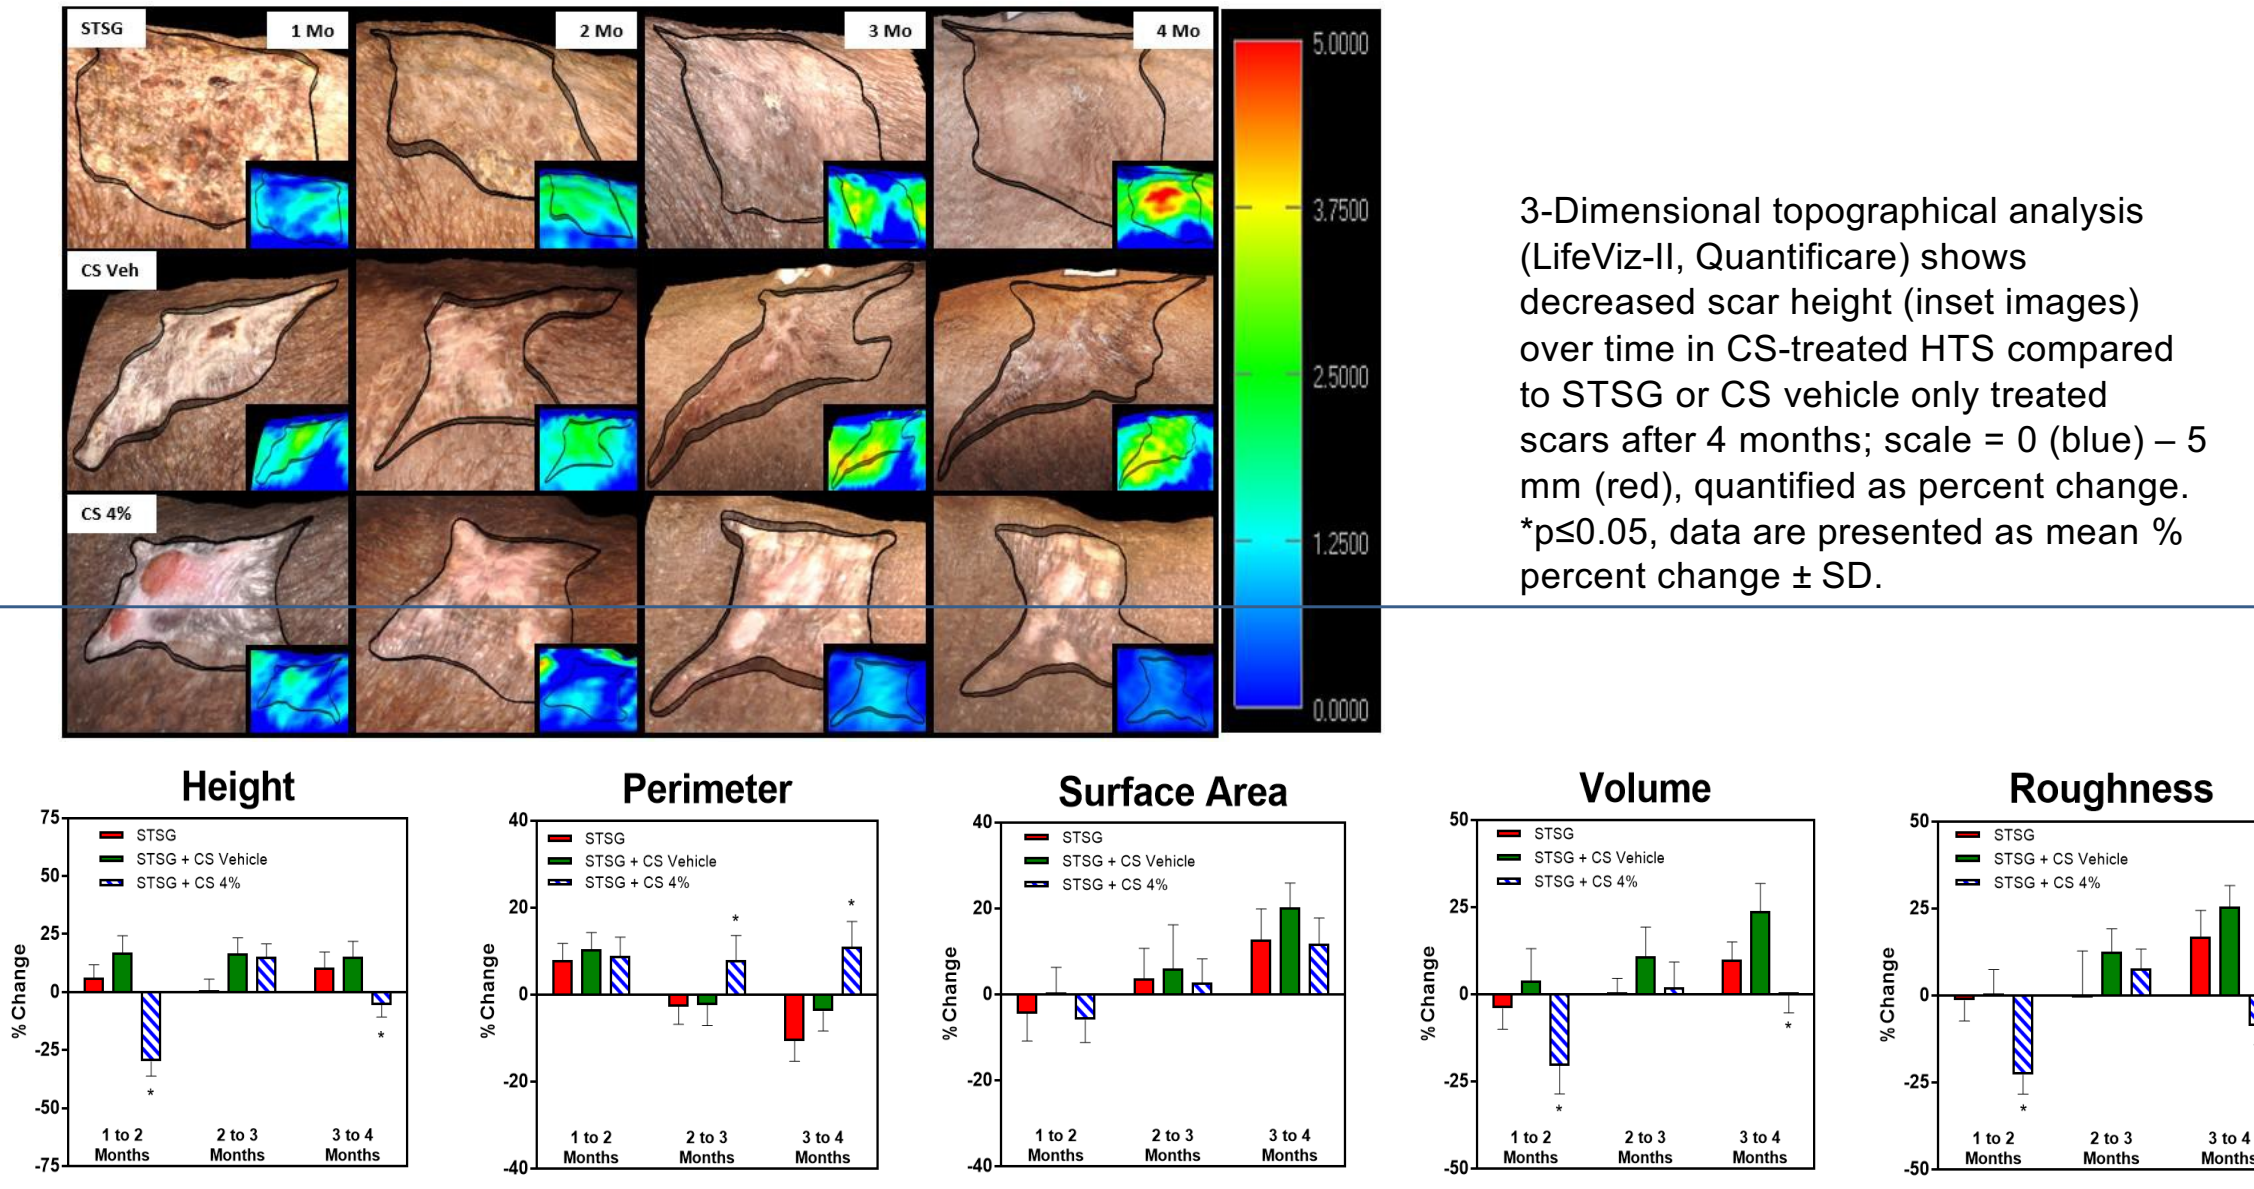 STSG
1 Mo
2 Mo
3 Mo
4 Mo
CS Veh
CS 4%
5.0000
3.7500
2.5000
1.2500
0.0000
3-Dimensional topographical analysis
(LifeViz-II, Quantificare) shows
decreased scar height (inset images)
over time in CS-treated HTS compared
to STSG or CS vehicle only treated
scars after 4 months; scale = 0 (blue) – 5
mm (red), quantified as percent change.
*p≤0.05, data are presented as mean %
percent change ± SD.
Height
75
50
25
0
-25
-50
-75
% Change
STSG
STSG + CS Vehicle
STSG + CS 4%
*
*
1 to 2
Months
2 to 3
Months
3 to 4
Months
Perimeter
40
20
0
-20
-40
% Change
STSG
STSG + CS Vehicle
STSG + CS 4%
*
*
1 to 2
Months
2 to 3
Months
3 to 4
Months
Surface Area
40
20
0
-20
-40
% Change
STSG
STSG + CS Vehicle
STSG + CS 4%
1 to 2
Months
2 to 3
Months
3 to 4
Months
Volume
50
25
0
-25
-50
% Change
STSG
STSG + CS Vehicle
STSG + CS 4%
*
*
1 to 2
Months
2 to 3
Months
3 to 4
Months
Roughness
50
25
0
-25
-50
% Change
STSG
STSG + CS Vehicle
STSG + CS 4%
*
1 to 2
Months
2 to 3
Months
3 to 4
Months